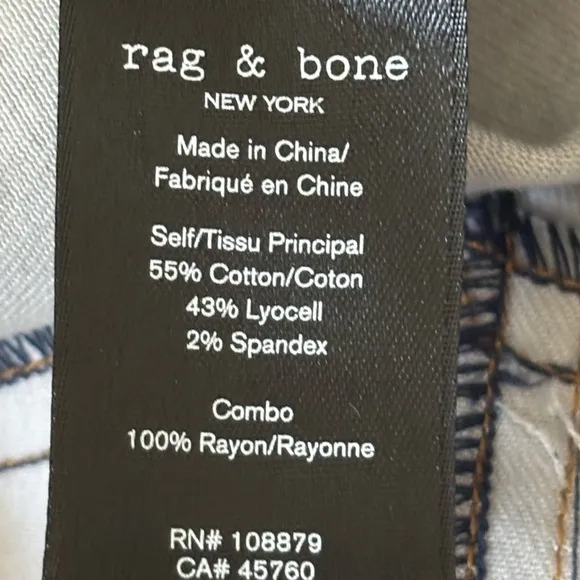 rag & bone
NEW YORK
Made in China/
Fabriqué en Chine
Self/Tissu Principal
55% Cotton/Coton
43% Lyocell
2% Spandex
Combo
100% Rayon/Rayonne
RN# 108879
CA# 45760